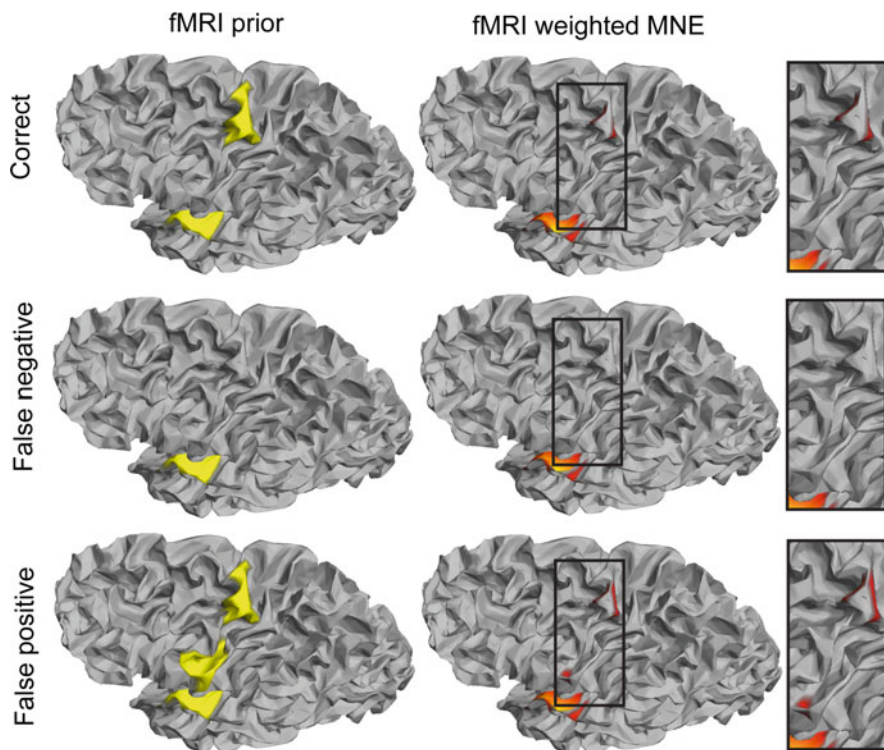 fMRI prior
fMRI weighted MNE
Correct
False negative
False positive